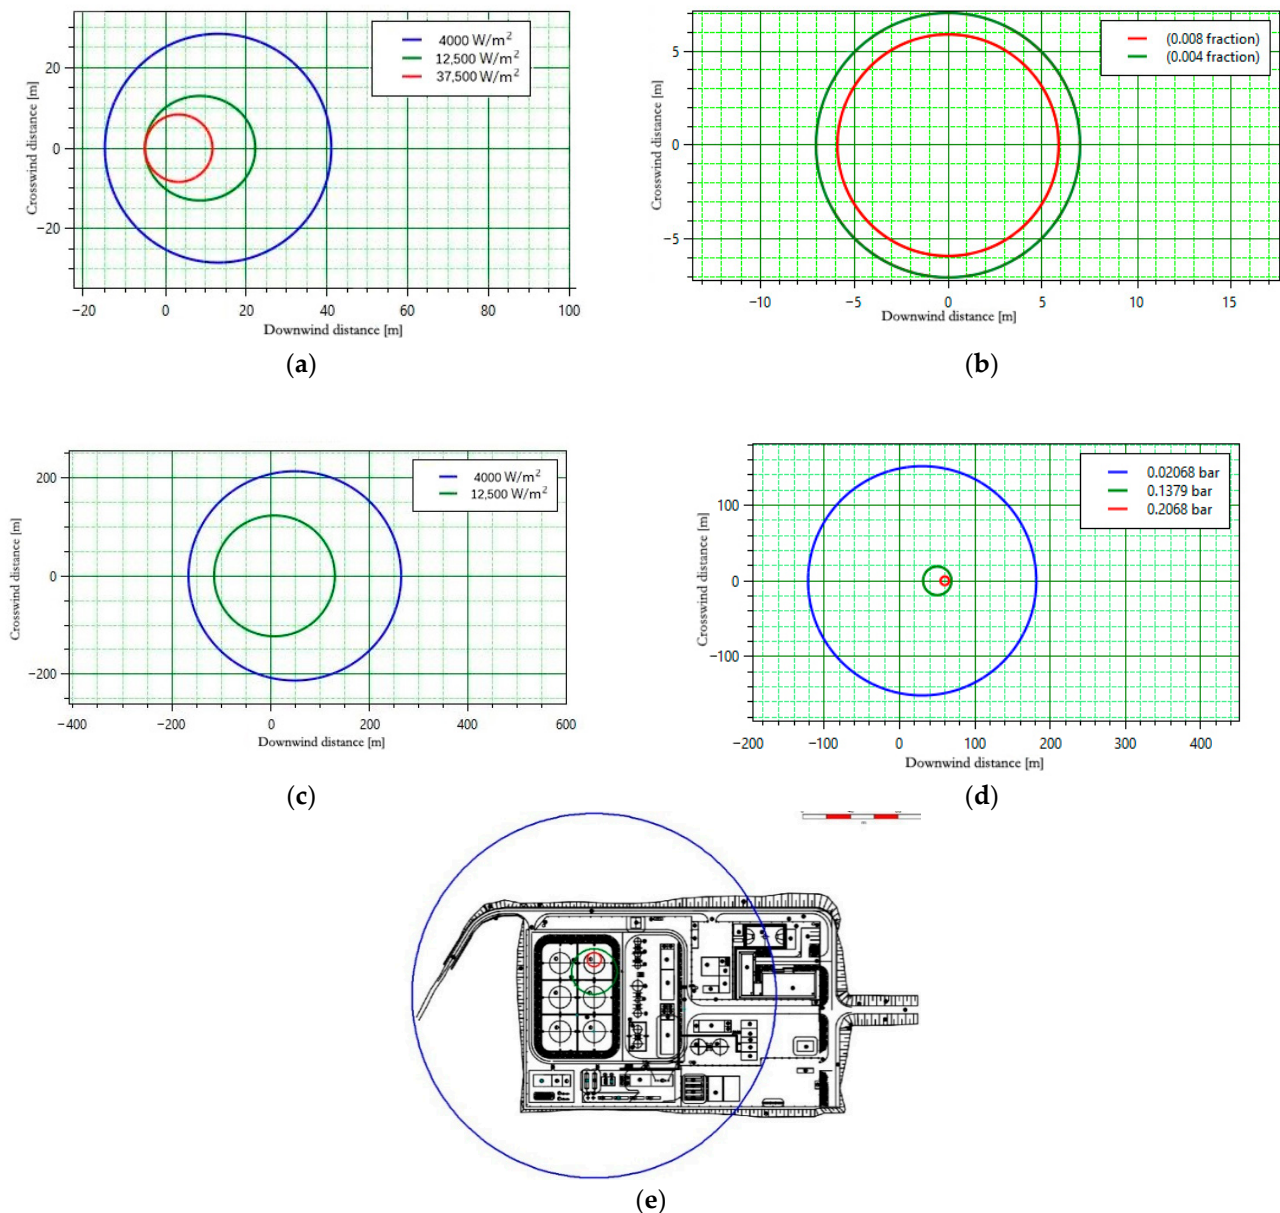 4000 W/m²
12,500 W/m²
37,500 W/m²
Crosswind distance [m]
20
0
−20
−20 0 20 40 60 80 100
Downwind distance [m]
(a)
(0.008 fraction)
(0.004 fraction)
Crosswind distance [m]
5
0
−5
−10 −5 0 5 10 15
Downwind distance [m]
(b)
4000 W/m²
12,500 W/m²
Crosswind distance [m]
200
0
−200
−400 −200 0 200 400 600
Downwind distance [m]
(c)
0.02068 bar
0.1379 bar
0.2068 bar
Crosswind distance [m]
100
0
−100
−200 −100 0 100 200 300 400
Downwind distance [m]
(d)
(e)